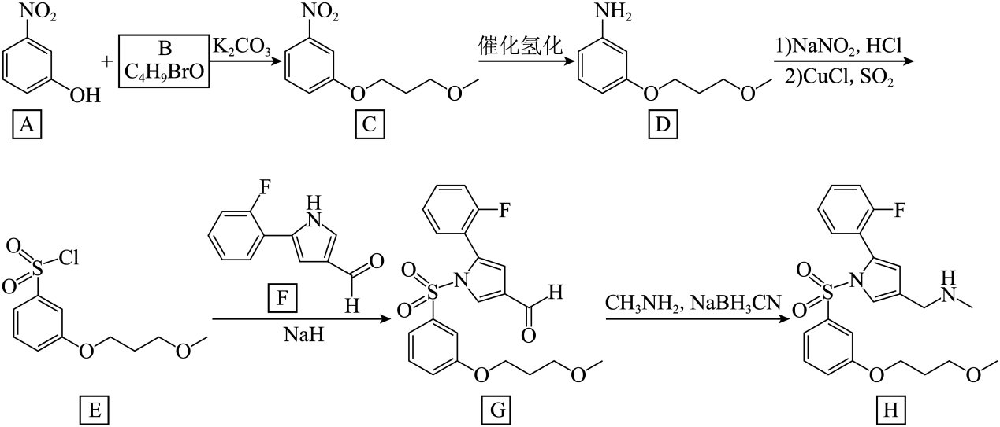 NO₂
OH
A
+
B
C₄H₉BrO
K₂CO₃
NO₂
O
O
C
催化氢化
NH₂
O
O
D
1)NaNO₂, HCl
2)CuCl, SO₂
O
O
S
Cl
O
O
E
F
H
N
O
H
F
NaH
F
O
O
S
N
H
O
O
O
G
CH₃NH₂, NaBH₃CN
F
O
O
S
N
H
N
O
O
H